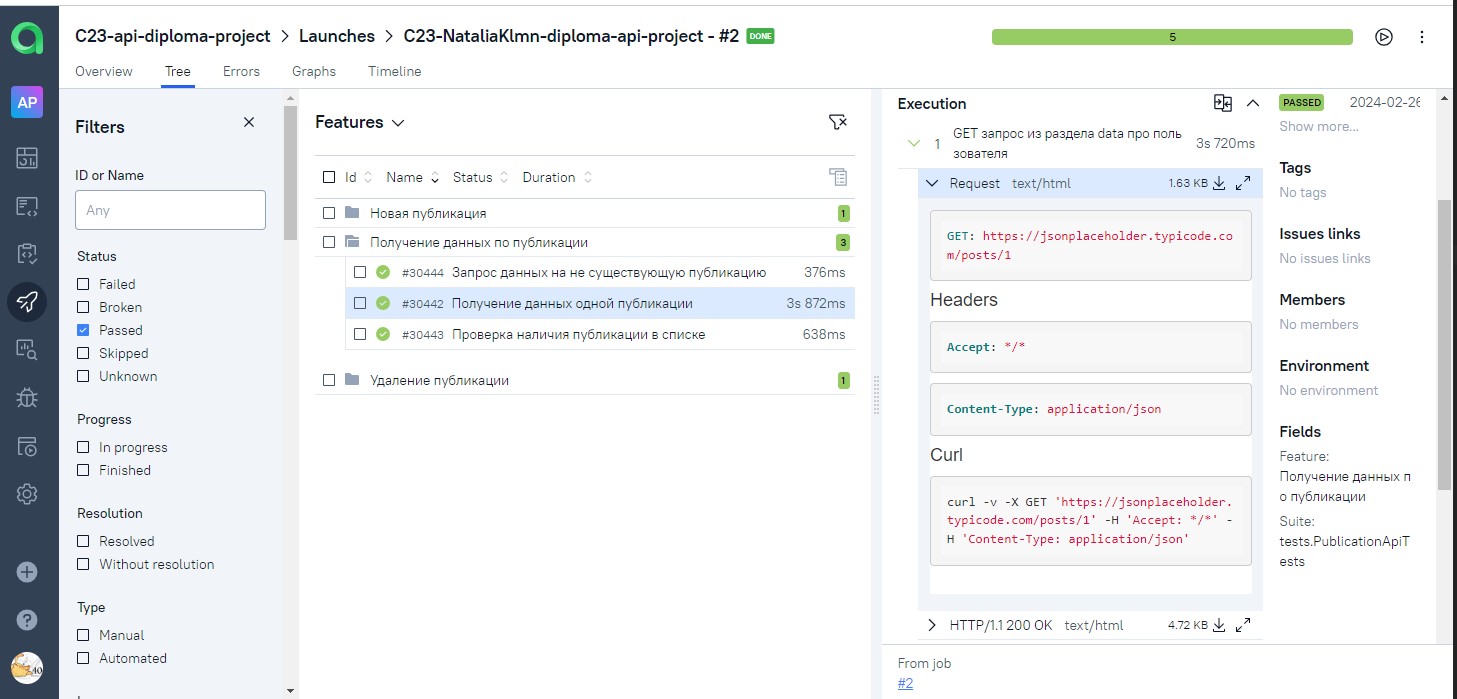 C23-api-diploma-project > Launches > C23-NataliaKlmn-diploma-api-project - #2 DONE
5
Overview Tree Errors Graphs Timeline
AP
Filters
ID or Name
Any
Status
Failed
Broken
Passed
Skipped
Unknown
Progress
In progress
Finished
Resolution
Resolved
Without resolution
Type
Manual
Automated
Features
Id Name Status Duration
Новая публикация 1
Получение данных по публикации 3
#30444 Запрос данных на не существующую публикацию 376ms
#30442 Получение данных одной публикации 3s 872ms
#30443 Проверка наличия публикации в списке 638ms
Удаление публикации 1
Execution
1 GET запрос из раздела data про поль
зователя
3s 720ms
Request text/html 1.63 KB
GET: https://jsonplaceholder.typicode.co
m/posts/1
Headers
Accept: */*
Content-Type: application/json
Curl
curl -v -X GET 'https://jsonplaceholder.
typicode.com/posts/1' -H 'Accept: */*' -
H 'Content-Type: application/json'
HTTP/1.1 200 OK text/html 4.72 KB
From job
#2
PASSED 2024-02-26
Show more...
Tags
No tags
Issues links
No issues links
Members
No members
Environment
No environment
Fields
Feature:
Получение данных п
о публикации
Suite:
tests.PublicationApiT
ests